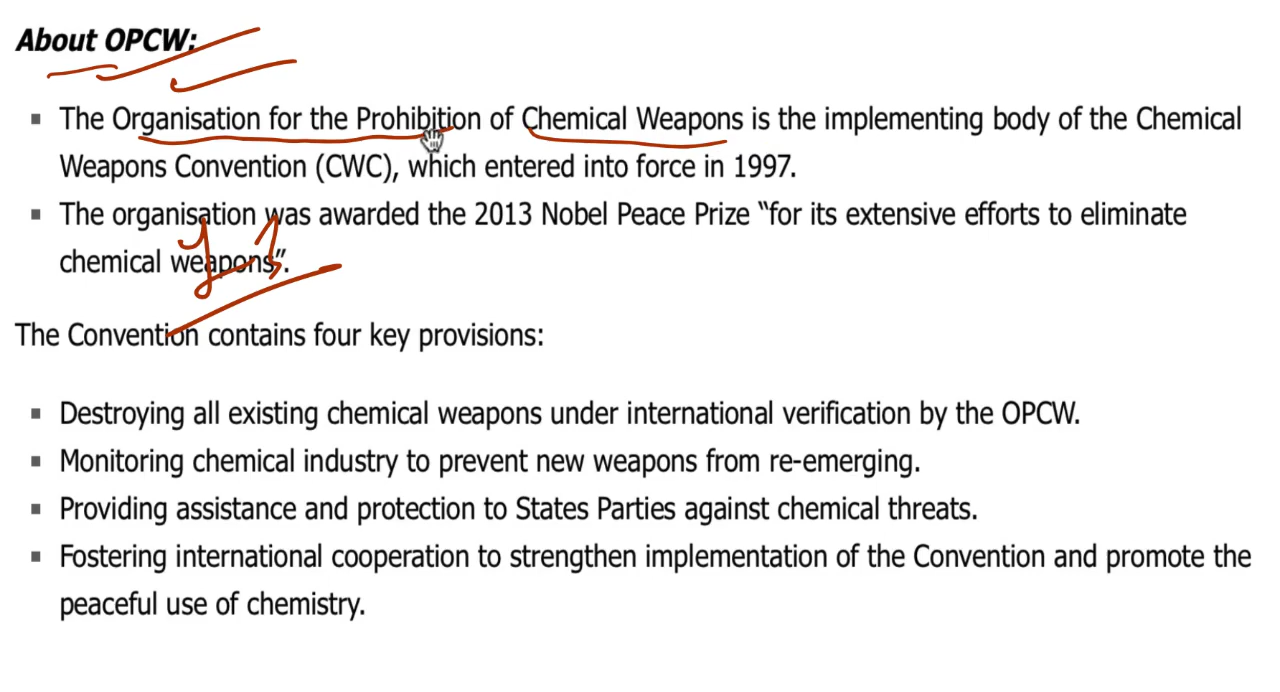 About OPCW:
▪ The Organisation for the Prohibition of Chemical Weapons is the implementing body of the Chemical
Weapons Convention (CWC), which entered into force in 1997.
▪ The organisation was awarded the 2013 Nobel Peace Prize “for its extensive efforts to eliminate
chemical weapons”.
The Convention contains four key provisions:
▪ Destroying all existing chemical weapons under international verification by the OPCW.
▪ Monitoring chemical industry to prevent new weapons from re-emerging.
▪ Providing assistance and protection to States Parties against chemical threats.
▪ Fostering international cooperation to strengthen implementation of the Convention and promote the
peaceful use of chemistry.